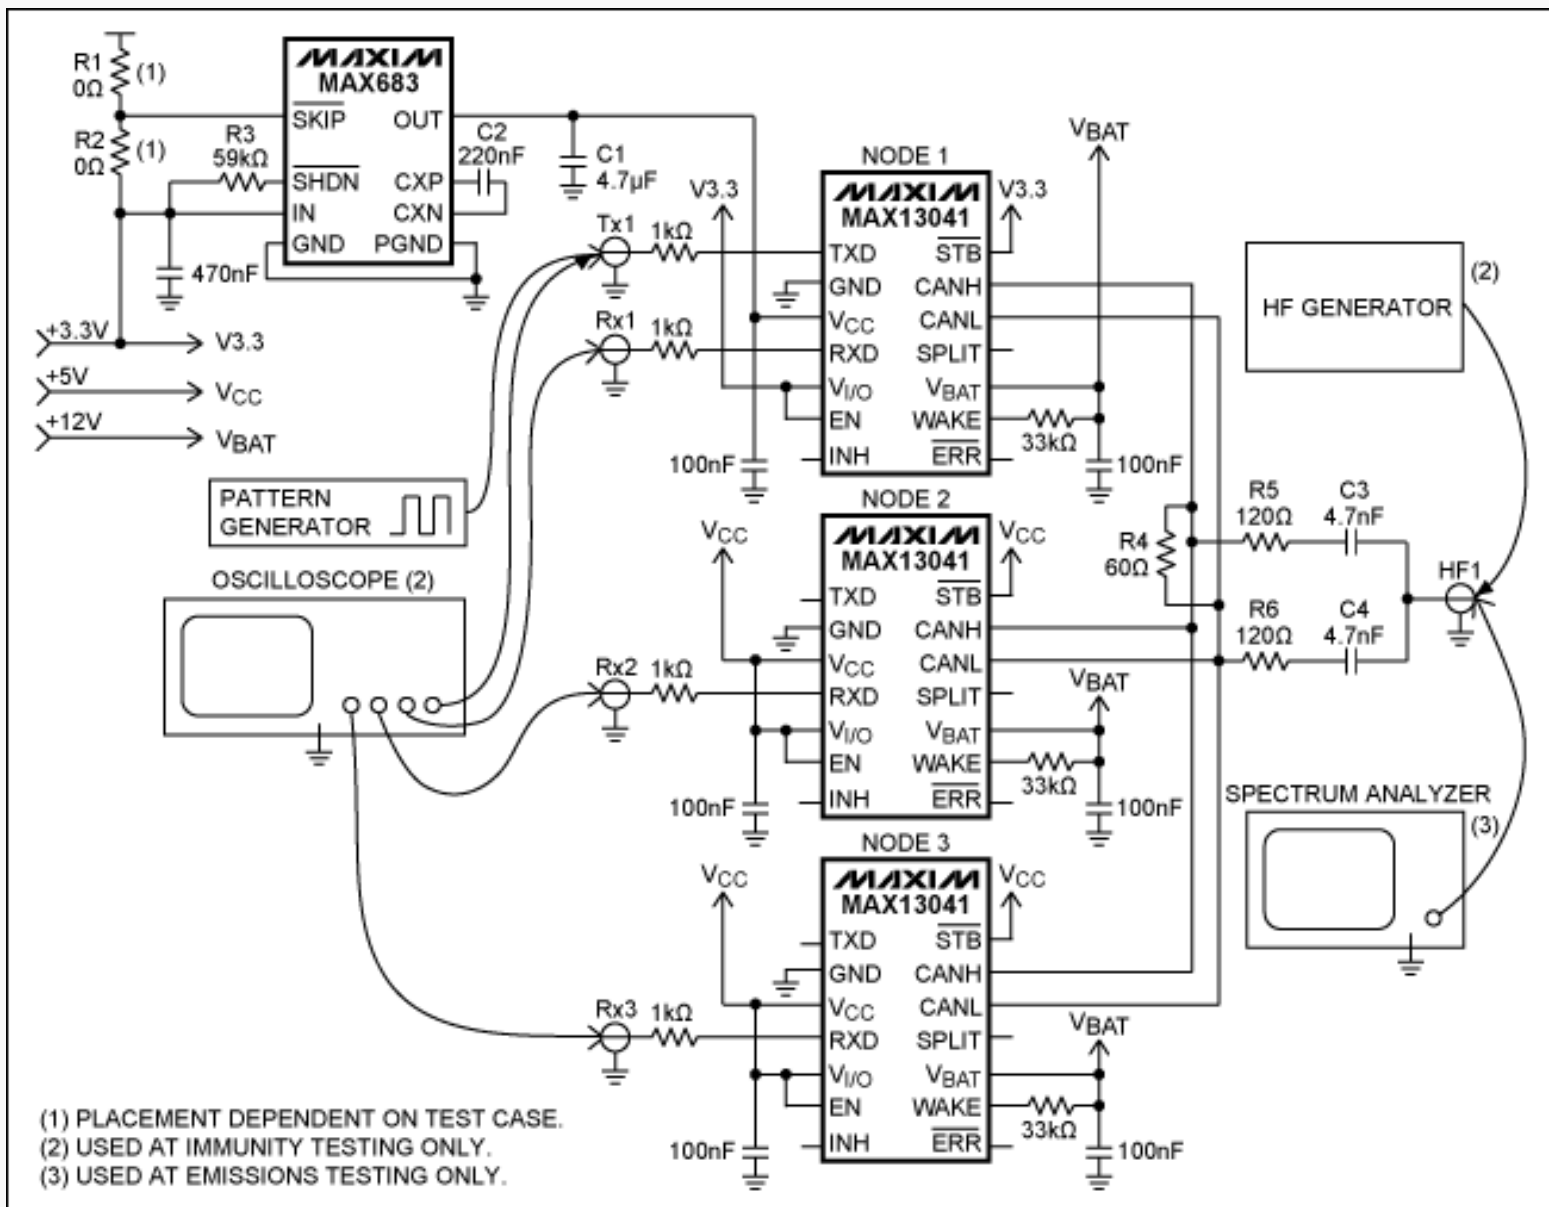 R1
0Ω
(1)
R2
0Ω
(1)
R3
59kΩ
470nF
MAXIM
MAX683
SKIP
OUT
SHDN
CXP
IN
CXN
GND
PGND
C2
220nF
C1
4.7µF
+3.3V
V3.3
+5V
VCC
+12V
VBAT
PATTERN
GENERATOR
OSCILLOSCOPE (2)
Tx1
1kΩ
Rx1
1kΩ
Rx2
1kΩ
Rx3
1kΩ
NODE 1
MAXIM
MAX13041
V3.3
V3.3
VBAT
TXD
STB
GND
CANH
VCC
CANL
RXD
SPLIT
VI/O
VBAT
EN
WAKE
INH
ERR
100nF
33kΩ
100nF
NODE 2
MAXIM
MAX13041
VCC
VCC
VBAT
TXD
STB
GND
CANH
VCC
CANL
RXD
SPLIT
VI/O
VBAT
EN
WAKE
INH
ERR
100nF
33kΩ
100nF
NODE 3
MAXIM
MAX13041
VCC
VCC
VBAT
TXD
STB
GND
CANH
VCC
CANL
RXD
SPLIT
VI/O
VBAT
EN
WAKE
INH
ERR
100nF
33kΩ
100nF
R4
60Ω
R5
120Ω
C3
4.7nF
R6
120Ω
C4
4.7nF
HF1
HF GENERATOR
(2)
SPECTRUM ANALYZER
(3)
(1) PLACEMENT DEPENDENT ON TEST CASE.
(2) USED AT IMMUNITY TESTING ONLY.
(3) USED AT EMISSIONS TESTING ONLY.